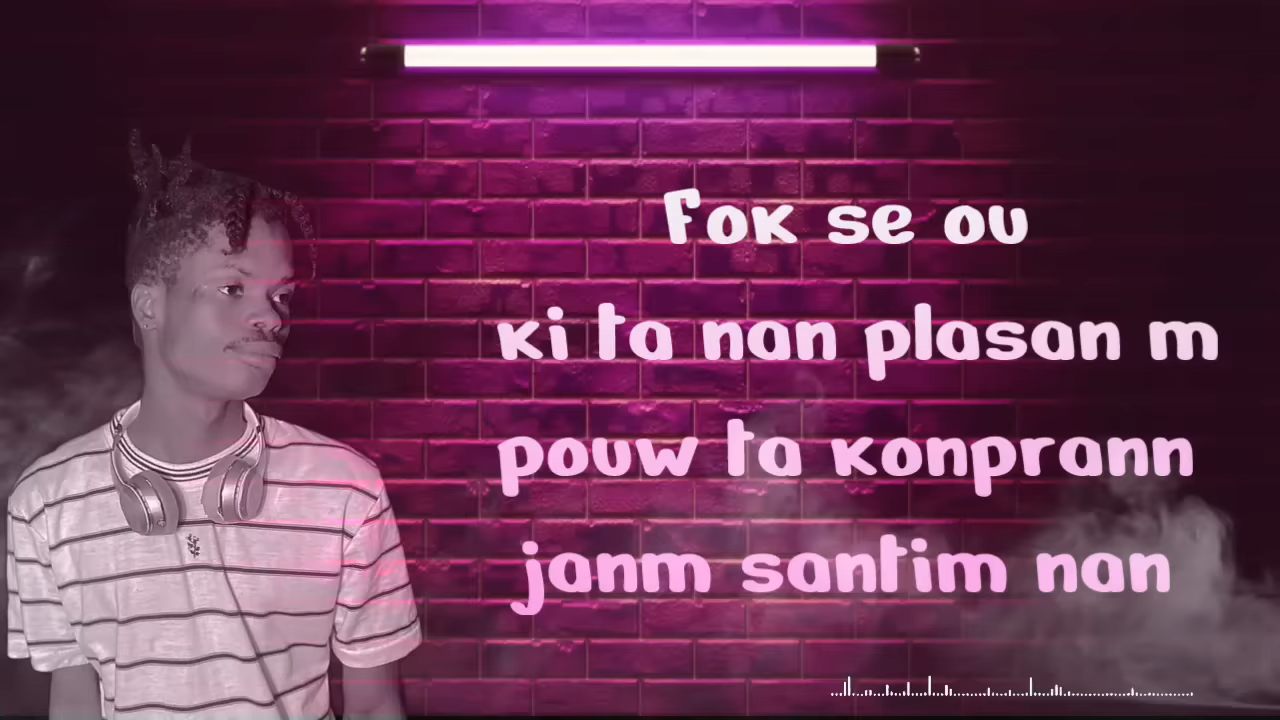 Fok se ou
ki ta nan plasan m
pouw ta konprann
janm santim nan